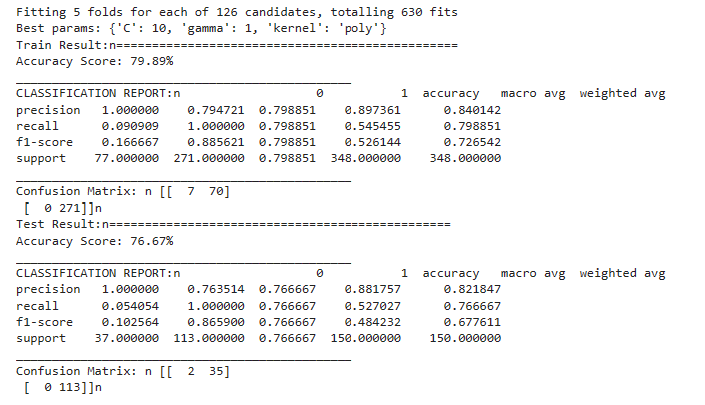 Fitting 5 folds for each of 126 candidates, totalling 630 fits
Best params: {'C': 10, 'gamma': 1, 'kernel': 'poly'}
Train Result:n================================================
Accuracy Score: 79.89%
_______________________________________________
CLASSIFICATION REPORT:n                   0           1  accuracy   macro avg  weighted avg
precision   1.000000    0.794721  0.798851    0.897361      0.840142
recall      0.090909    1.000000  0.798851    0.545455      0.798851
f1-score    0.166667    0.885621  0.798851    0.526144      0.726542
support    77.000000  271.000000  0.798851  348.000000    348.000000
_______________________________________________
Confusion Matrix: n [[  7  70]
 [  0 271]]n
Test Result:n================================================
Accuracy Score: 76.67%
_______________________________________________
CLASSIFICATION REPORT:n                   0           1  accuracy   macro avg  weighted avg
precision   1.000000    0.763514  0.766667    0.881757      0.821847
recall      0.054054    1.000000  0.766667    0.527027      0.766667
f1-score    0.102564    0.865900  0.766667    0.484232      0.677611
support    37.000000  113.000000  0.766667  150.000000    150.000000
_______________________________________________
Confusion Matrix: n [[  2  35]
 [  0 113]]n